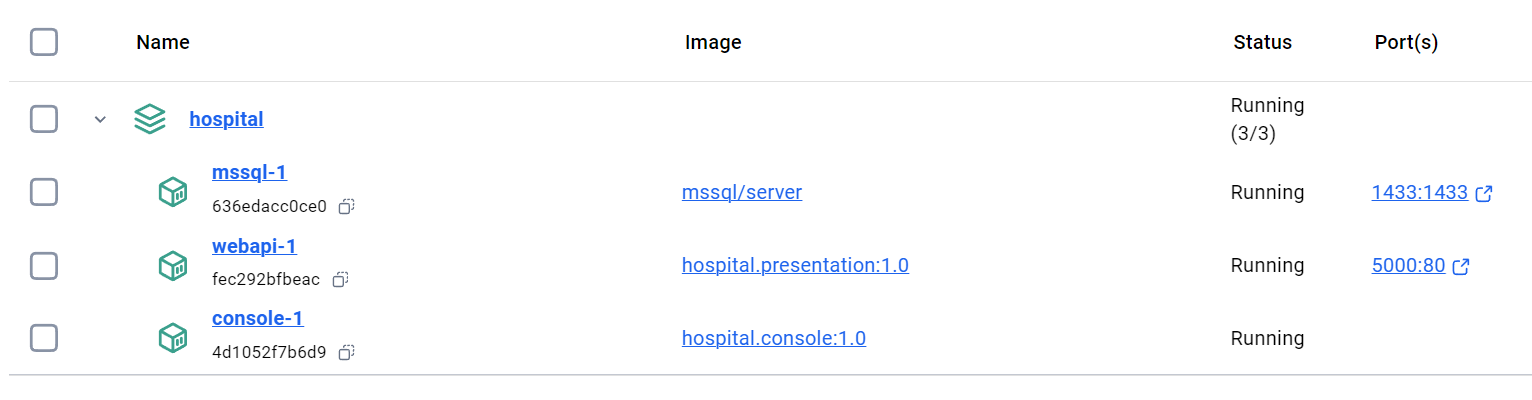 Name Image Status Port(s)
hospital Running
(3/3)
mssql-1
636edacc0ce0 mssql/server Running 1433:1433
webapi-1
fec292bfbeac hospital.presentation:1.0 Running 5000:80
console-1
4d1052f7b6d9 hospital.console:1.0 Running